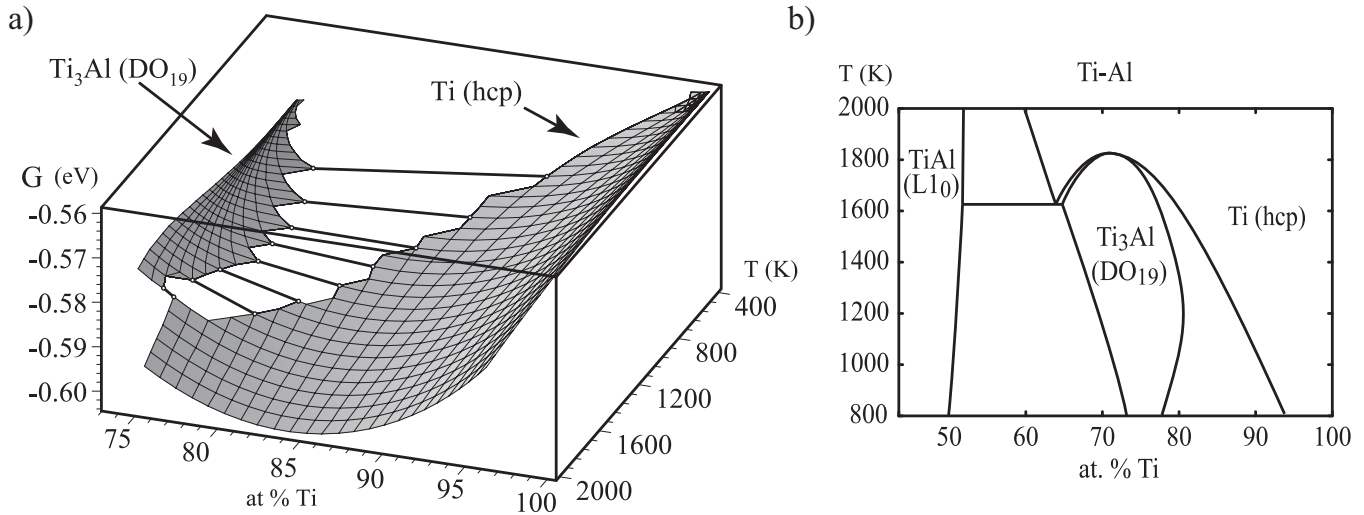 a)
Ti₃Al (DO₁₉)
Ti (hcp)
G (eV)
-0.56
-0.57
-0.58
-0.59
-0.60
75
80
85
90
95
100
at % Ti
T (K)
400
800
1200
1600
2000
b)
T (K)
Ti-Al
2000
1800
1600
1400
1200
1000
800
TiAl
(L1₀)
Ti₃Al
(DO₁₉)
Ti (hcp)
50
60
70
80
90
100
at. % Ti